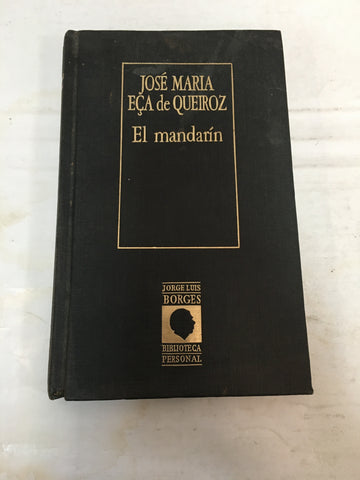 JOSÉ MARIA
EÇA de QUEIROZ
El mandarín
JORGE LUIS
BORGES
BIBLIOTECA
PERSONAL